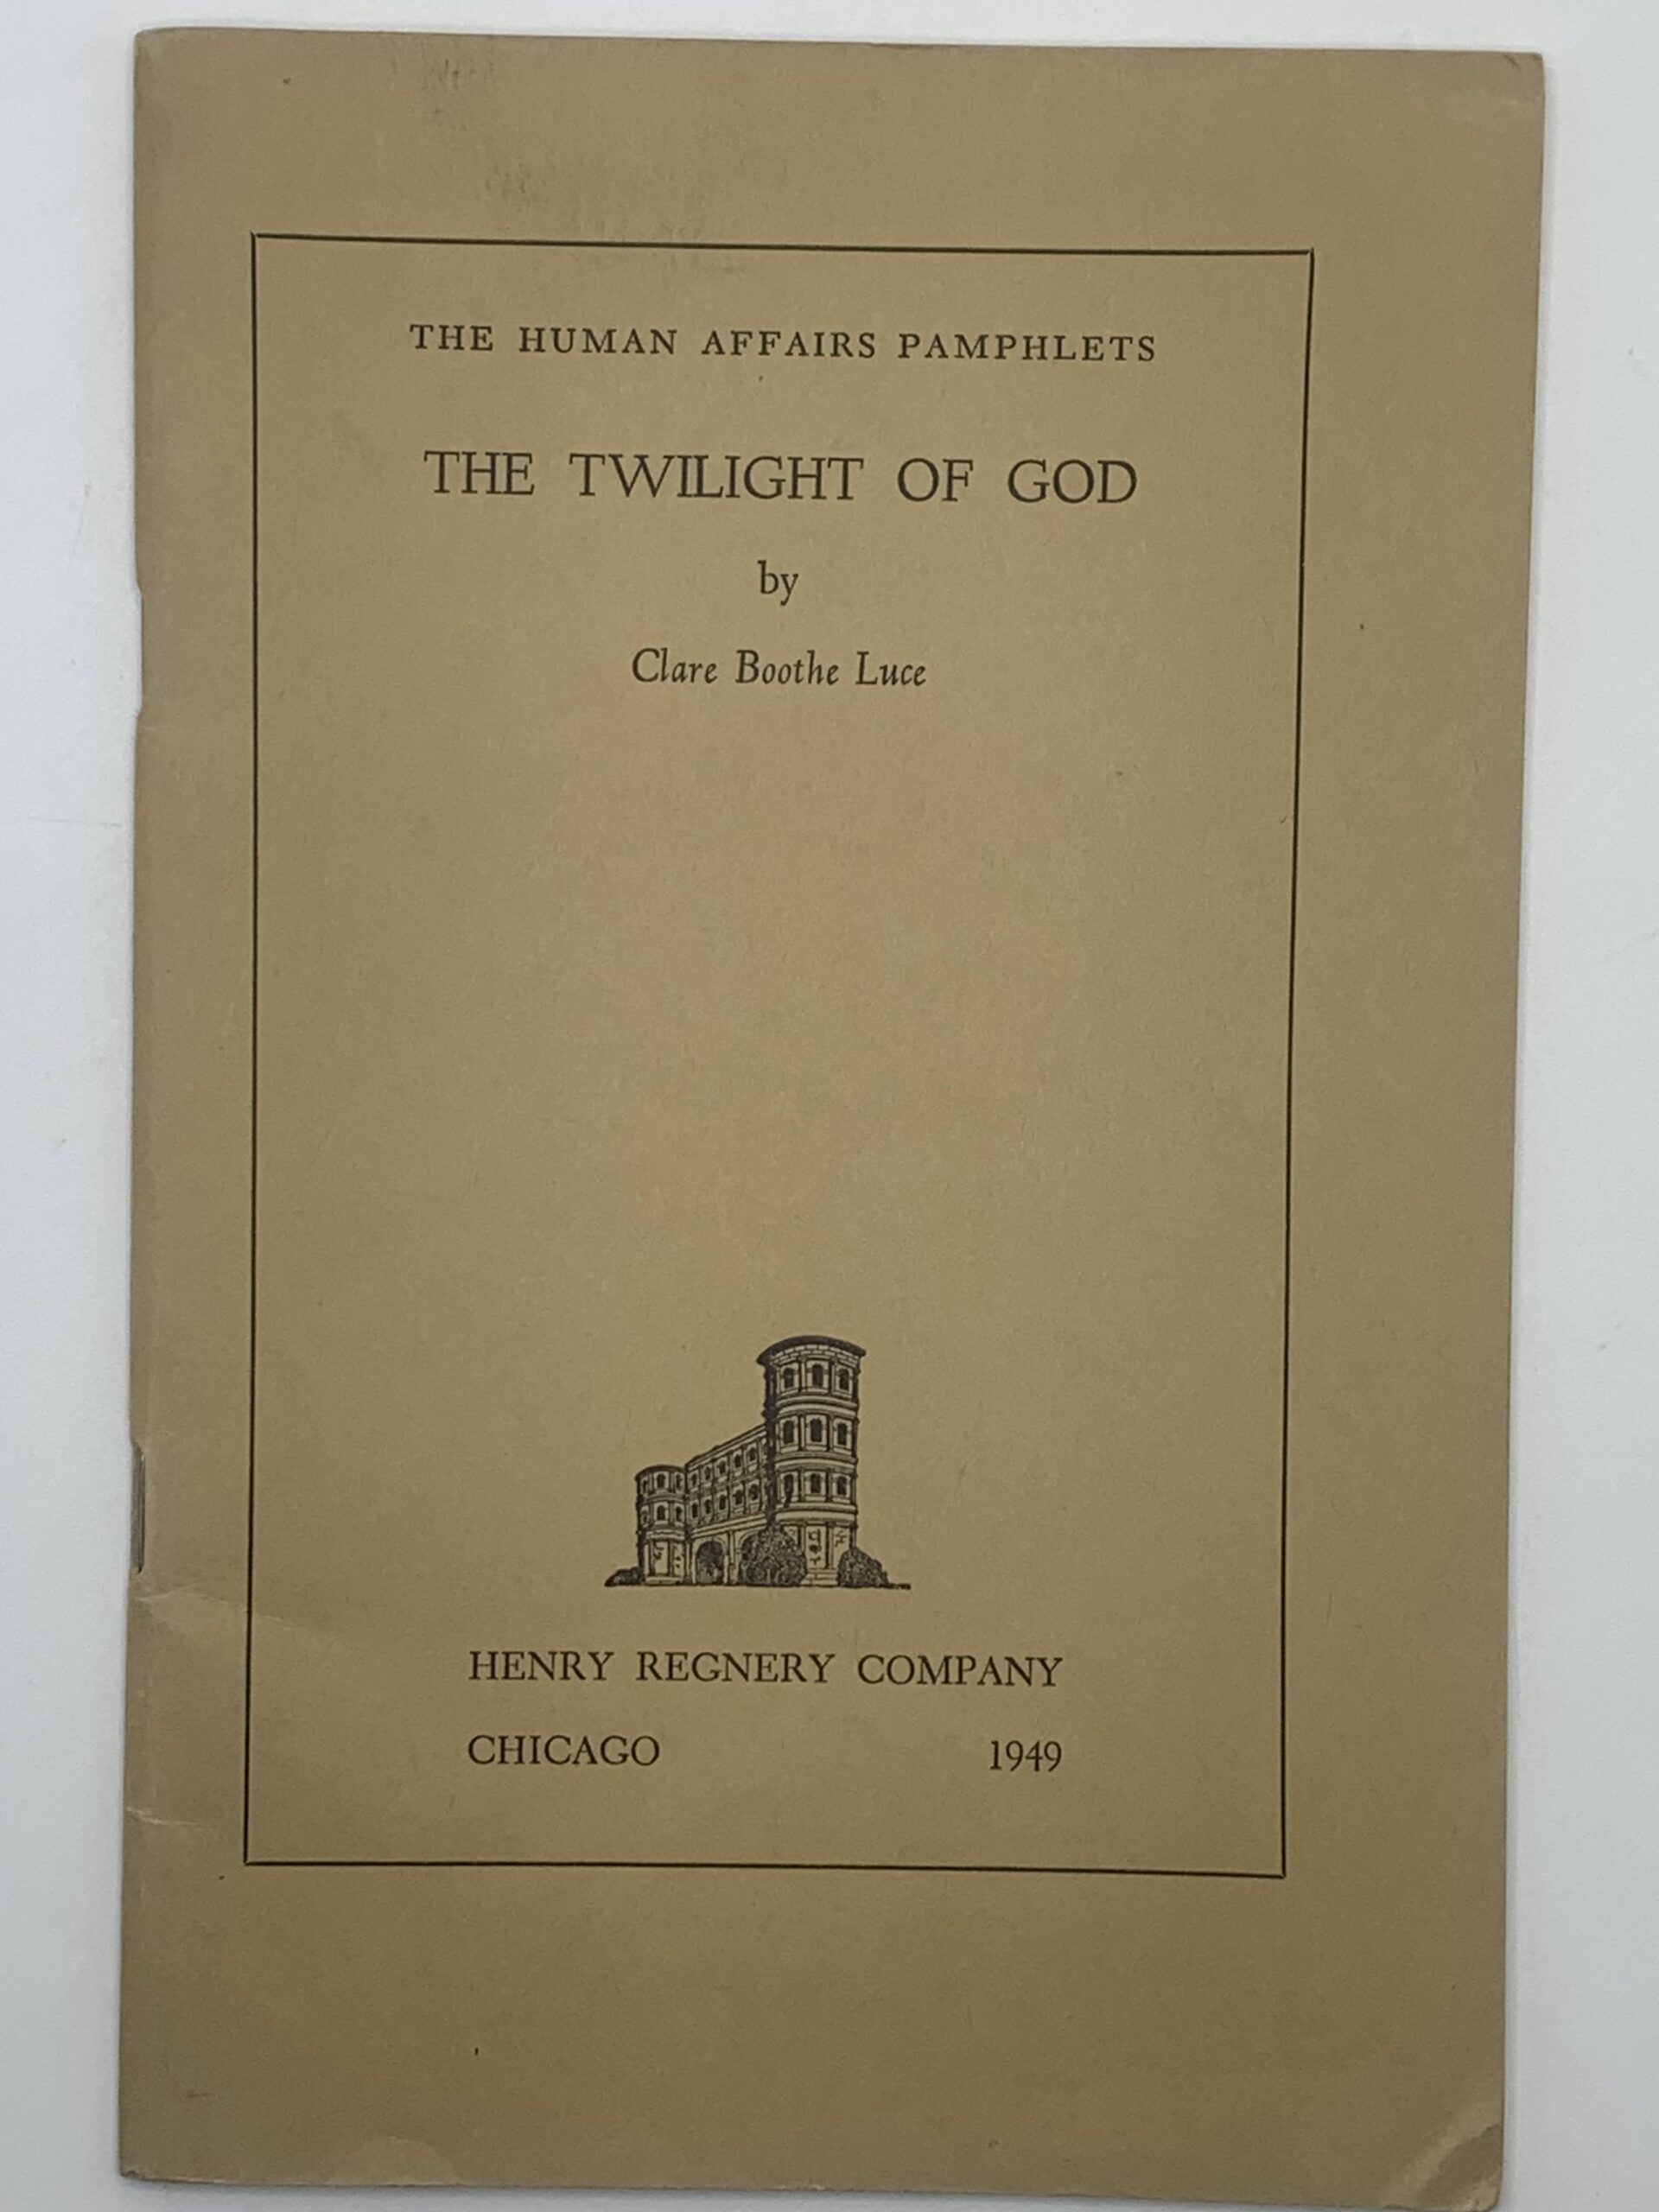 THE HUMAN AFFAIRS PAMPHLETS
THE TWILIGHT OF GOD
by
Clare Boothe Luce
HENRY REGNERY COMPANY
CHICAGO 1949